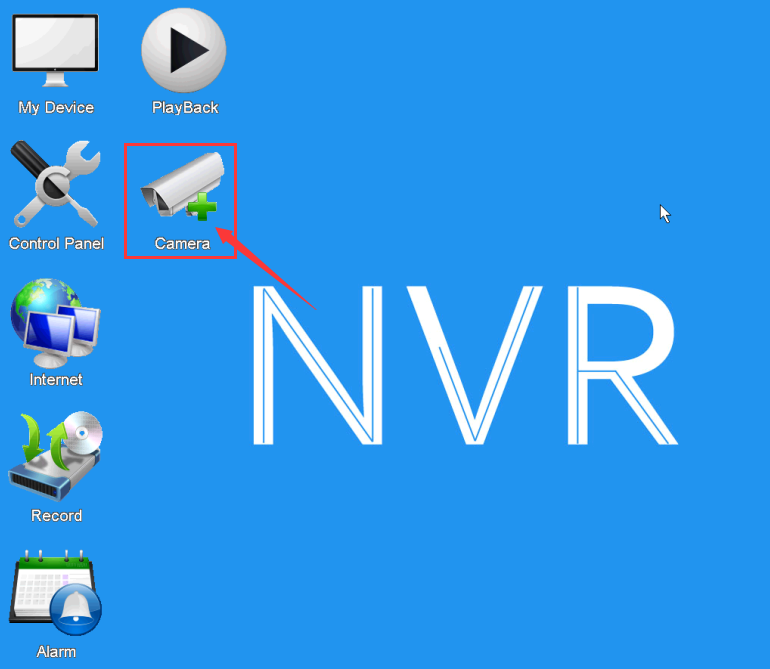 My Device
PlayBack
Control Panel
Camera
Internet
Record
Alarm
NVR